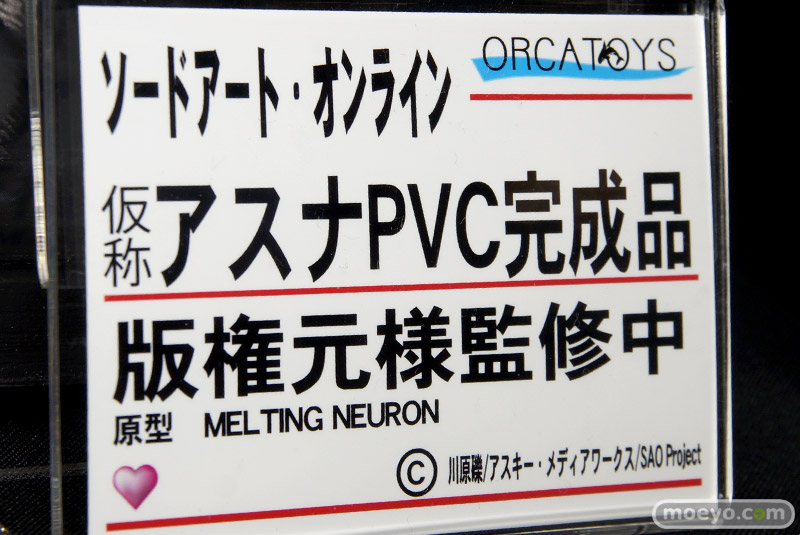 ソードアート・オンライン
ORCATOYS
仮称 アスナPVC完成品
版権元様監修中
原型 MELTING NEURON
© 川原礫/アスキー・メディアワークス/SAO Project
moeyo.com